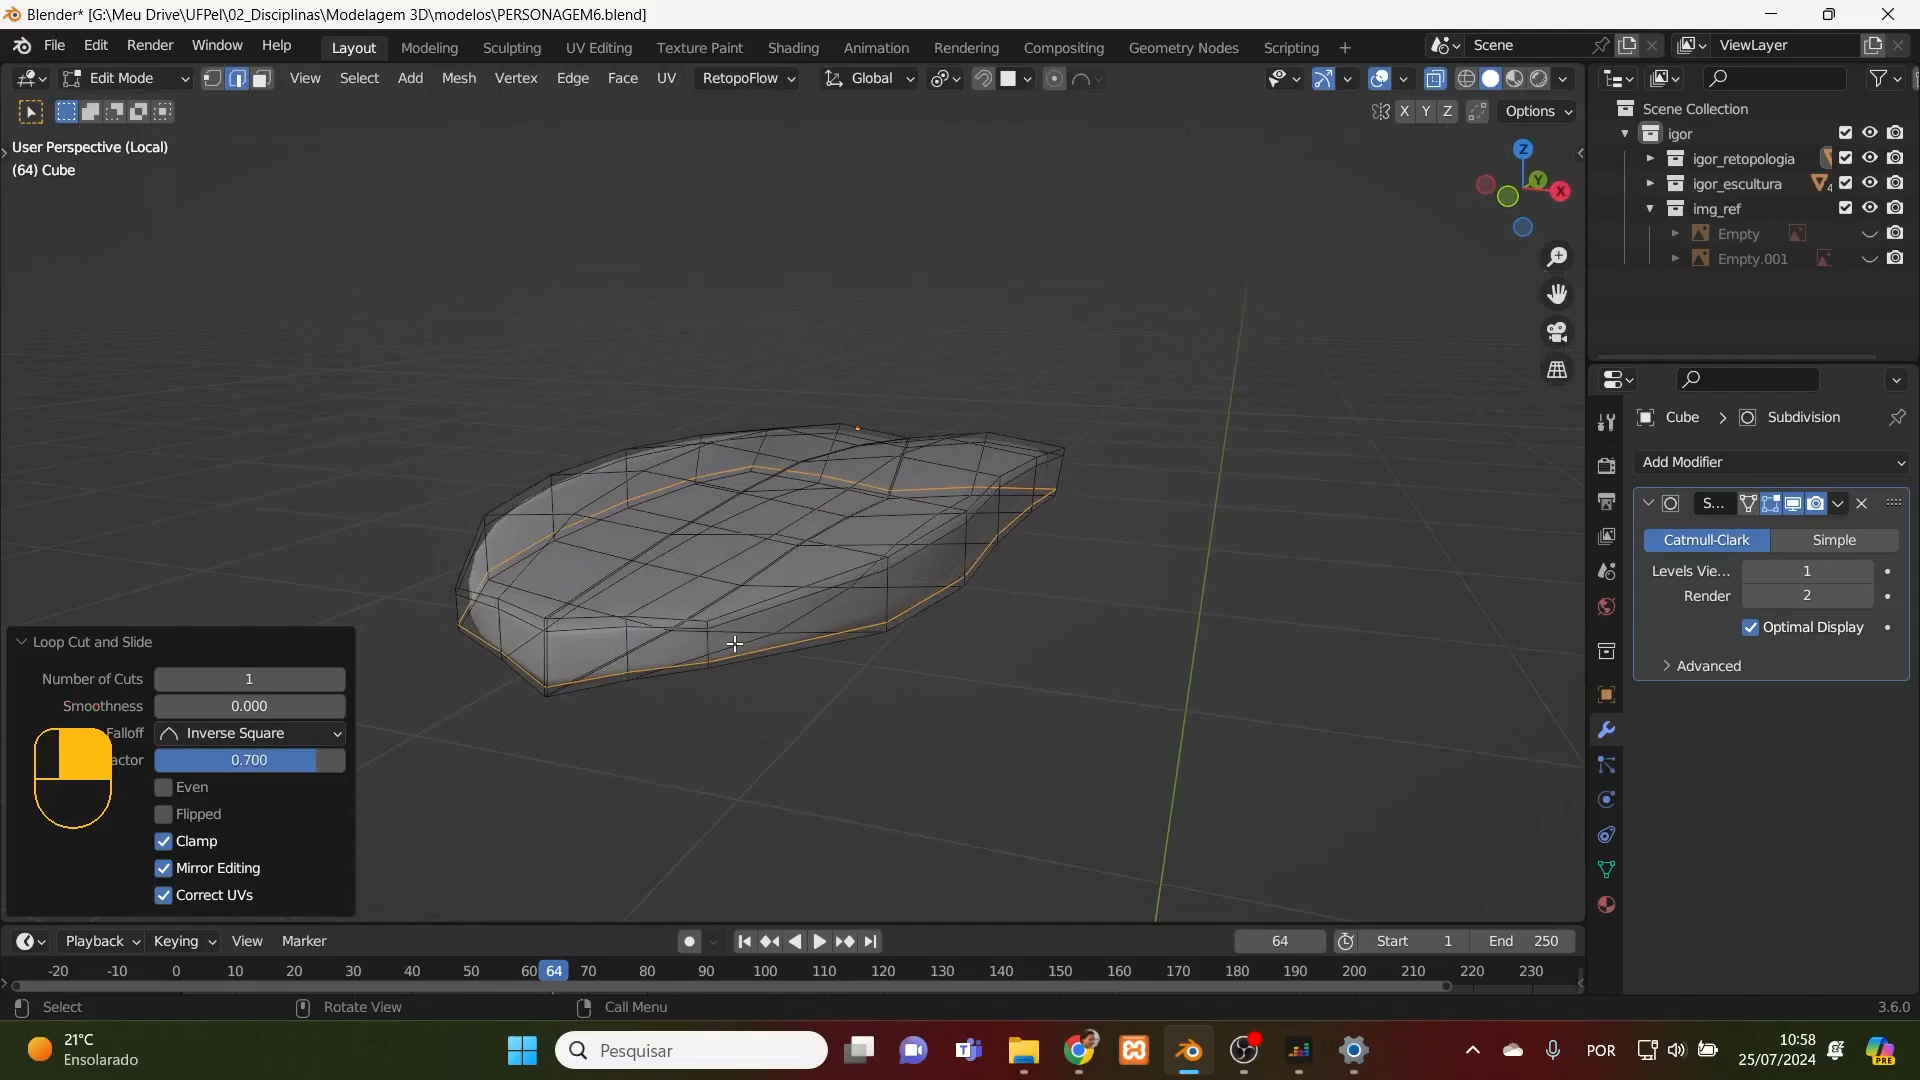 Blender* [G:\Meu Drive\UFPel\02_Disciplinas\Modelagem 3D\modelos\PERSONAGEM6.blend]
File Edit Render Window Help Layout Modeling Sculpting UV Editing Texture Paint Shading Animation Rendering Compositing Geometry Nodes Scripting + Scene ViewLayer
Edit Mode View Select Add Mesh Vertex Edge Face UV RetopoFlow Global
X Y Z Options
User Perspective (Local)
(64) Cube
Z
Y
X
Scene Collection
igor
igor_retopologia
igor_escultura 4
img_ref
Empty
Empty.001
Cube > Subdivision
Add Modifier
S...
Catmull-Clark Simple
Levels Vie... 1
Render 2
Optimal Display
Advanced
Loop Cut and Slide
Number of Cuts 1
Smoothness 0.000
Falloff Inverse Square
actor 0.700
Even
Flipped
Clamp
Mirror Editing
Correct UVs
Playback Keying View Marker 64 Start 1 End 250
-20 -10 0 10 20 30 40 50 60 64 70 80 90 100 110 120 130 140 150 160 170 180 190 200 210 220 230
Select Rotate View Call Menu 3.6.0
21°C
Ensolarado
Pesquisar
POR
10:58
25/07/2024
PRE